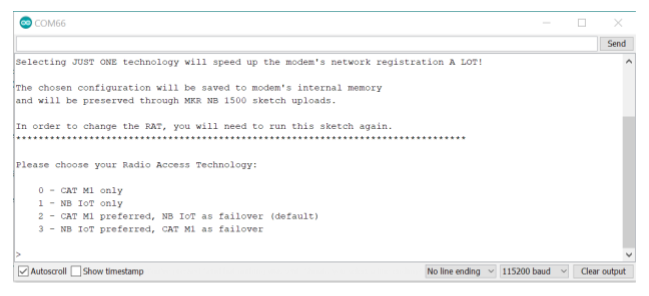 COM66
Send
Selecting JUST ONE technology will speed up the modem's network registration A LOT!
The chosen configuration will be saved to modem's internal memory
and will be preserved through MKR NB 1500 sketch uploads.
In order to change the RAT, you will need to run this sketch again.
********************************************************************************
Please choose your Radio Access Technology:
0 - CAT M1 only
1 - NB IoT only
2 - CAT M1 preferred, NB IoT as failover (default)
3 - NB IoT preferred, CAT M1 as failover
>
Autoscroll Show timestamp No line ending 115200 baud Clear output